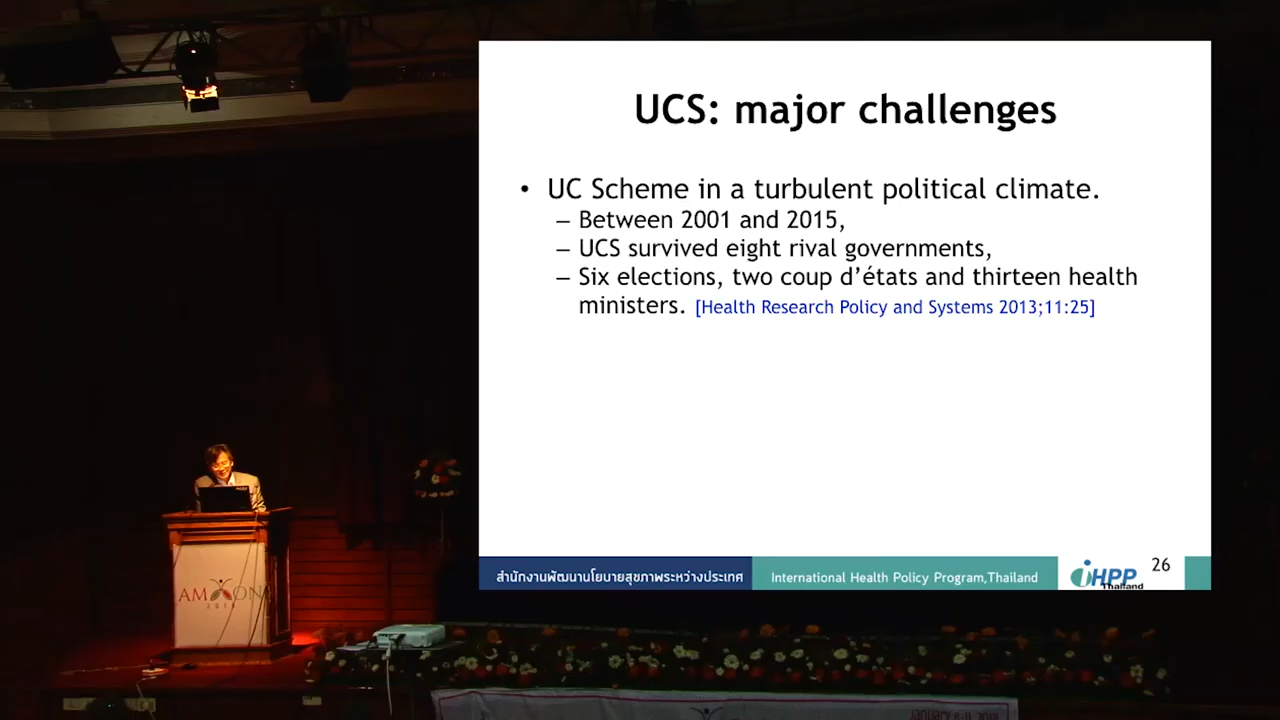 UCS: major challenges
• UC Scheme in a turbulent political climate.
– Between 2001 and 2015,
– UCS survived eight rival governments,
– Six elections, two coup d’états and thirteen health
ministers. [Health Research Policy and Systems 2013;11:25]
สำนักงานพัฒนานโยบายสุขภาพระหว่างประเทศ
International Health Policy Program,Thailand
iHPP
Thailand
26